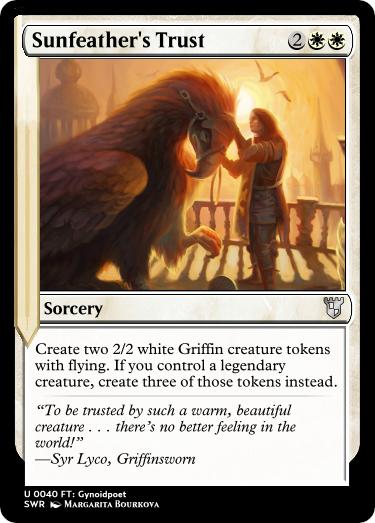 Sunfeather's Trust 2
Sorcery
Create two 2/2 white Griffin creature tokens
with flying. If you control a legendary
creature, create three of those tokens instead.
“To be trusted by such a warm, beautiful
creature . . . there's no better feeling in the
world!”
—Syr Lyco, Griffinsworn
U 0040 FT: Gynoidpoet
SWR Margarita Bourkova